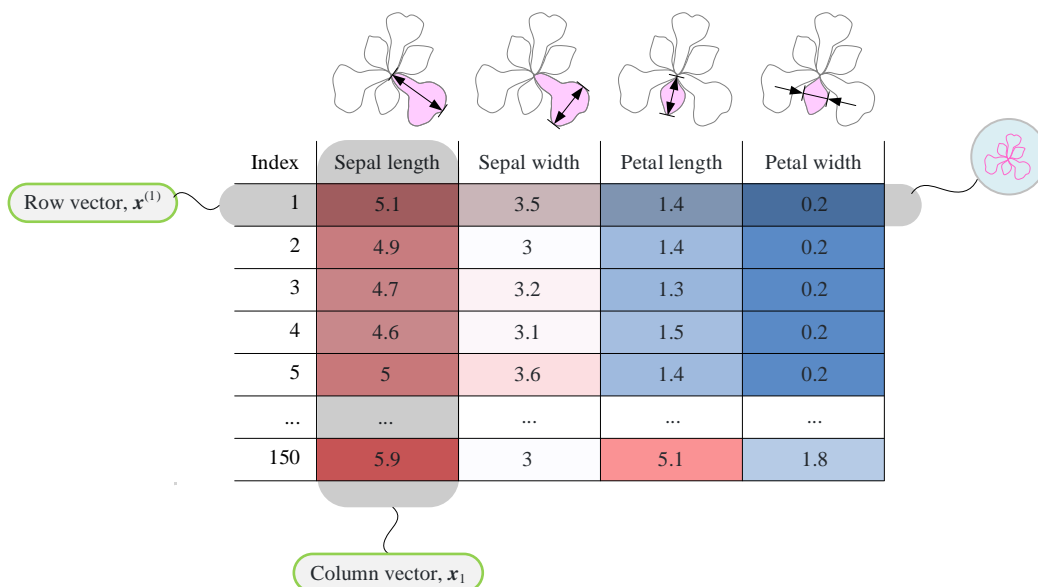 Index Sepal length Sepal width Petal length Petal width
Row vector, x(1)
1 5.1 3.5 1.4 0.2
2 4.9 3 1.4 0.2
3 4.7 3.2 1.3 0.2
4 4.6 3.1 1.5 0.2
5 5 3.6 1.4 0.2
... ... ... ... ...
150 5.9 3 5.1 1.8
Column vector, x1